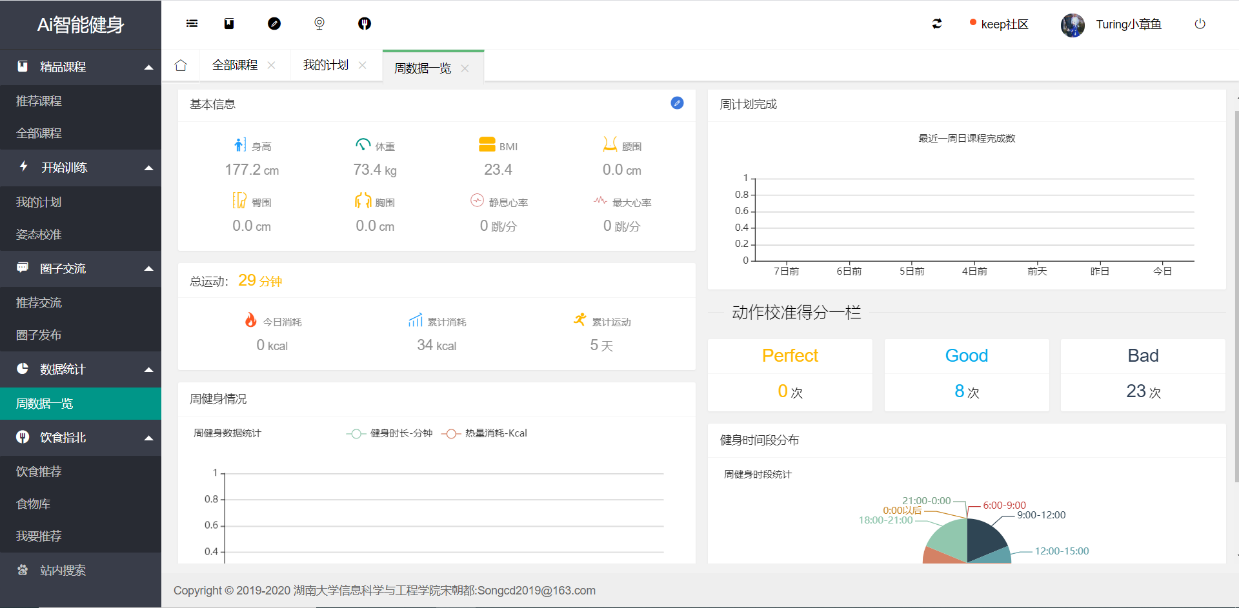 Ai智能健身
精品课程
推荐课程
全部课程
开始训练
我的计划
姿态校准
圈子交流
推荐交流
圈子发布
数据统计
周数据一览
饮食指北
饮食推荐
食物库
我要推荐
站内搜索
keep社区
Turing小章鱼
全部课程
我的计划
周数据一览
基本信息
身高
体重
BMI
腰围
177.2 cm
73.4 kg
23.4
0.0 cm
臀围
胸围
静息心率
最大心率
0.0 cm
0.0 cm
0 跳/分
0 跳/分
总运动: 29 分钟
今日消耗
累计消耗
累计运动
0 kcal
34 kcal
5 天
周健身情况
周健身数据统计
健身时长-分钟
热量消耗-Kcal
1
0.8
0.6
0.4
周计划完成
最近一周日课程完成数
1
0.8
0.6
0.4
0.2
0
7日前
6日前
5日前
4日前
前天
昨日
今日
动作校准得分一栏
Perfect
Good
Bad
0 次
8 次
23 次
健身时间段分布
周健身时段统计
21:00-0:00
6:00-9:00
0:00以后
9:00-12:00
18:00-21:00
12:00-15:00
Copyright © 2019-2020 湖南大学信息科学与工程学院宋朝都:Songcd2019@163.com